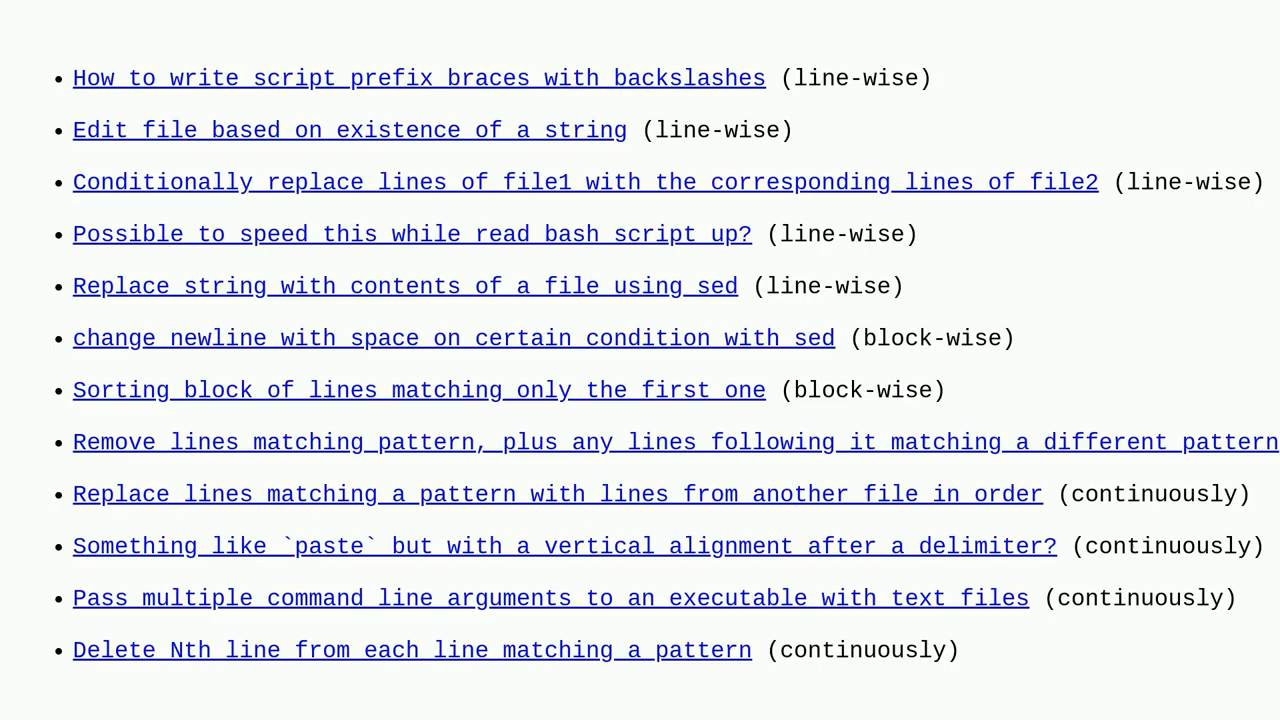 • How to write script prefix braces with backslashes (line-wise)
• Edit file based on existence of a string (line-wise)
• Conditionally replace lines of file1 with the corresponding lines of file2 (line-wise)
• Possible to speed this while read bash script up? (line-wise)
• Replace string with contents of a file using sed (line-wise)
• change newline with space on certain condition with sed (block-wise)
• Sorting block of lines matching only the first one (block-wise)
• Remove lines matching pattern, plus any lines following it matching a different pattern
• Replace lines matching a pattern with lines from another file in order (continuously)
• Something like `paste` but with a vertical alignment after a delimiter? (continuously)
• Pass multiple command line arguments to an executable with text files (continuously)
• Delete Nth line from each line matching a pattern (continuously)